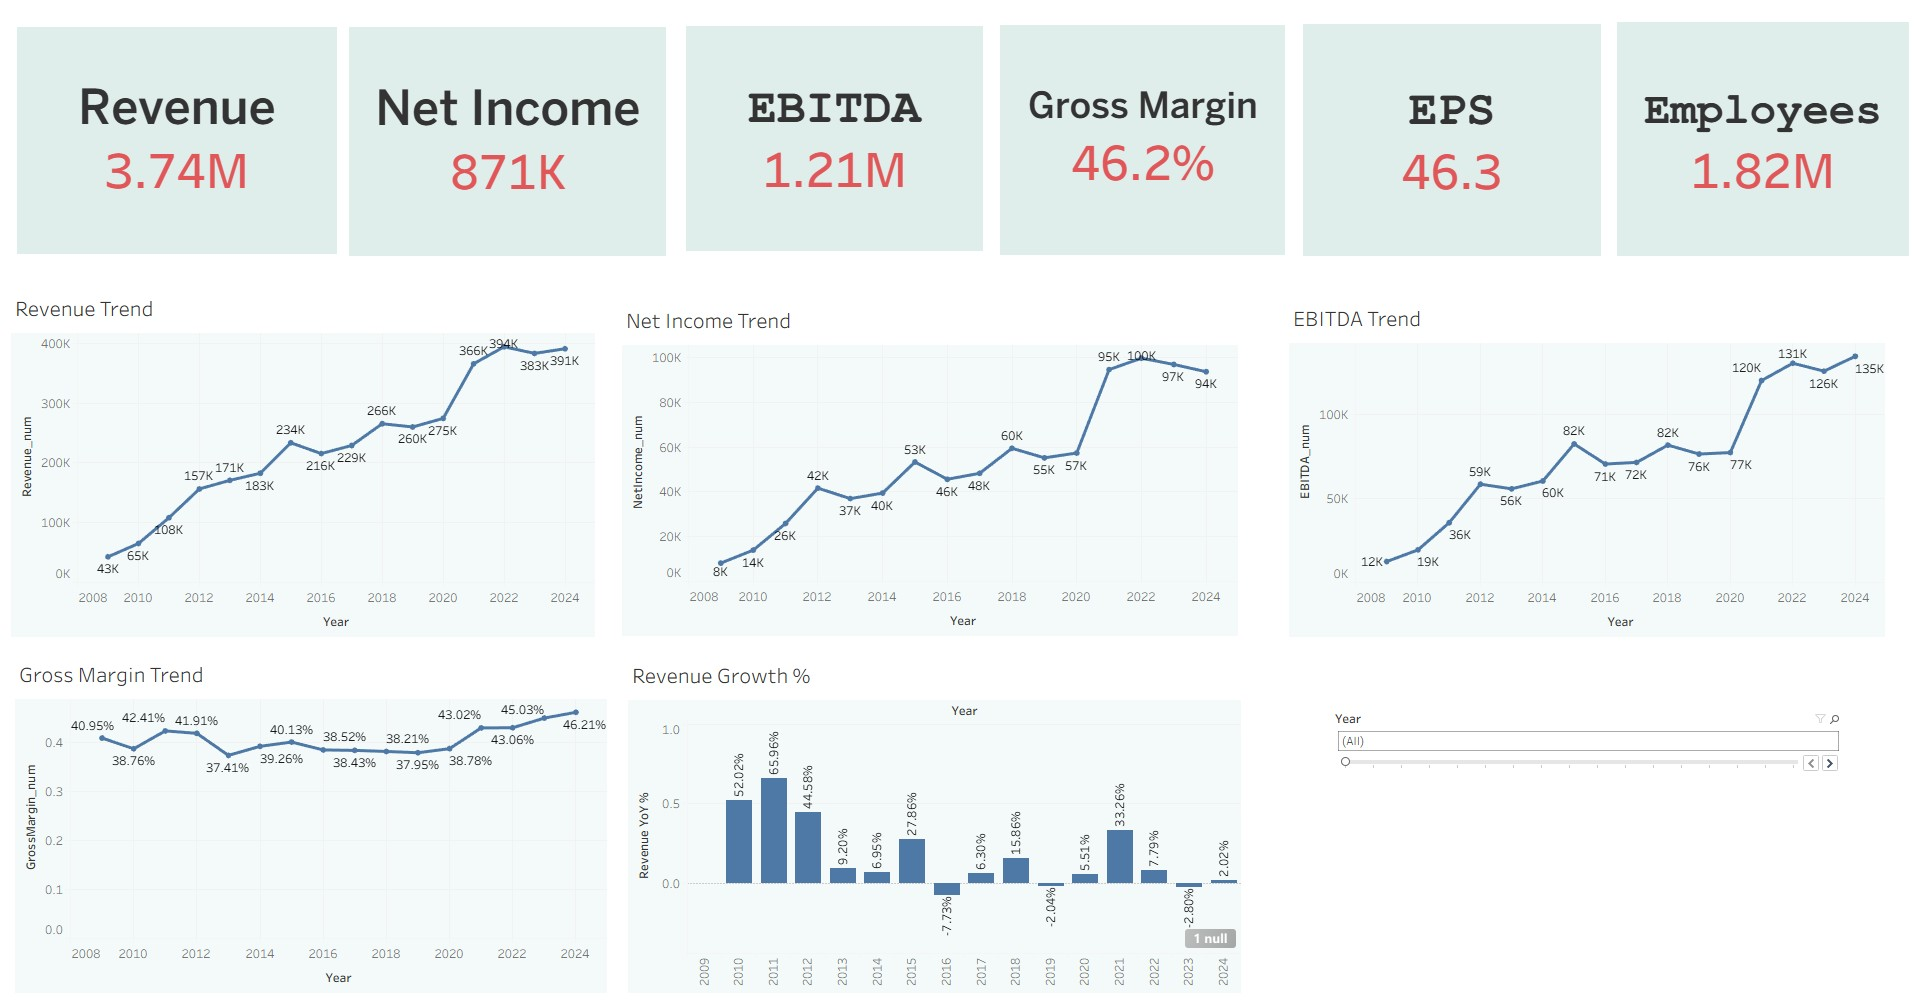 Revenue
3.74M
Net Income
871K
EBITDA
1.21M
Gross Margin
46.2%
EPS
46.3
Employees
1.82M
Revenue Trend
Revenue_num
400K
300K
200K
100K
0K
43K
65K
108K
157K
171K
183K
234K
216K
229K
266K
260K
275K
366K
394K
383K
391K
2008 2010 2012 2014 2016 2018 2020 2022 2024
Year
Net Income Trend
NetIncome_num
100K
80K
60K
40K
20K
0K
8K
14K
26K
42K
37K
40K
53K
46K
48K
60K
55K
57K
95K
100K
97K
94K
2008 2010 2012 2014 2016 2018 2020 2022 2024
Year
EBITDA Trend
EBITDA_num
100K
50K
0K
12K
19K
36K
59K
56K
60K
82K
71K
72K
82K
76K
77K
120K
131K
126K
135K
2008 2010 2012 2014 2016 2018 2020 2022 2024
Year
Gross Margin Trend
GrossMargin_num
0.4
0.3
0.2
0.1
0.0
40.95%
38.76%
42.41%
41.91%
37.41%
39.26%
40.13%
38.52%
38.43%
38.21%
37.95%
38.78%
43.02%
43.06%
45.03%
46.21%
2008 2010 2012 2014 2016 2018 2020 2022 2024
Year
Revenue Growth %
Year
Revenue YoY %
1.0
0.5
0.0
52.02%
65.96%
44.58%
9.20%
6.95%
27.86%
-7.73%
6.30%
15.86%
-2.04%
5.51%
33.26%
7.79%
-2.80%
2.02%
1 null
2009 2010 2011 2012 2013 2014 2015 2016 2017 2018 2019 2020 2021 2022 2023 2024
Year
(All)